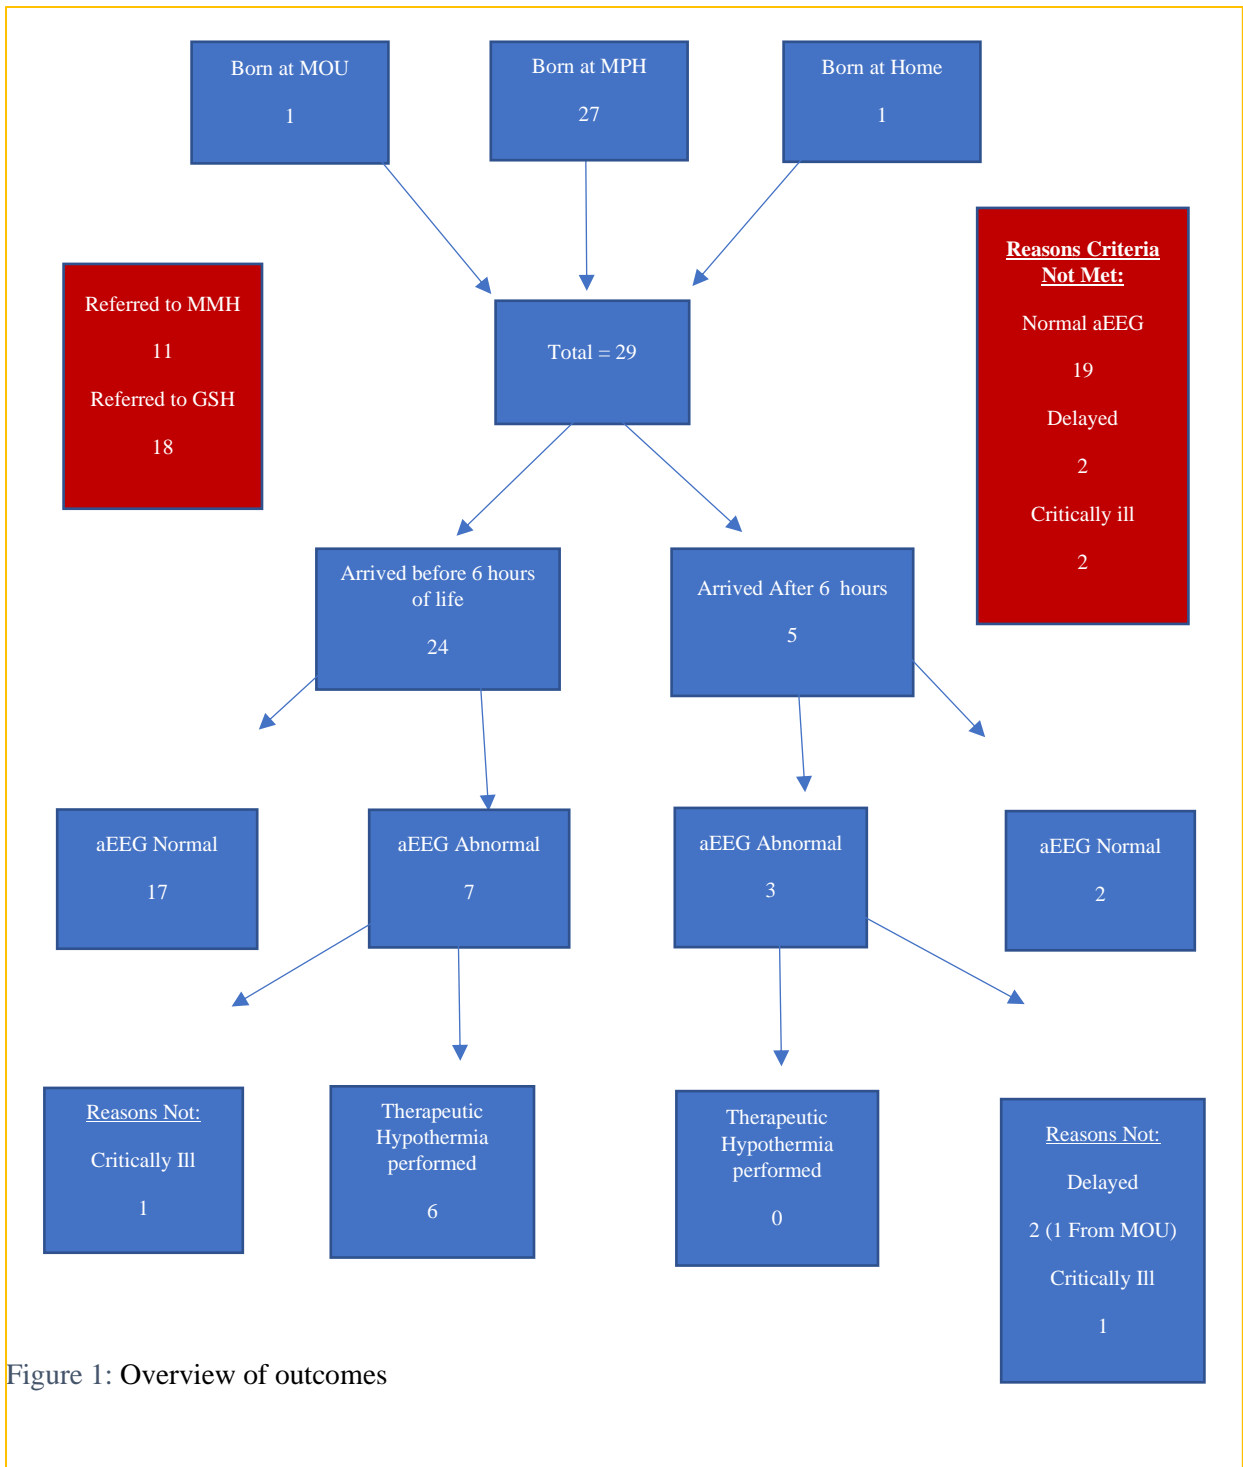 Born at MOU
1
Born at MPH
27
Born at Home
1
Referred to MMH
11
Referred to GSH
18
Total = 29
Reasons Criteria
Not Met:
Normal aEEG
19
Delayed
2
Critically ill
2
Arrived before 6 hours
of life
24
Arrived After 6 hours
5
aEEG Normal
17
aEEG Abnormal
7
aEEG Abnormal
3
aEEG Normal
2
Reasons Not:
Critically Ill
1
Therapeutic
Hypothermia
performed
6
Therapeutic
Hypothermia
performed
0
Reasons Not:
Delayed
2 (1 From MOU)
Critically Ill
1
Figure 1: Overview of outcomes